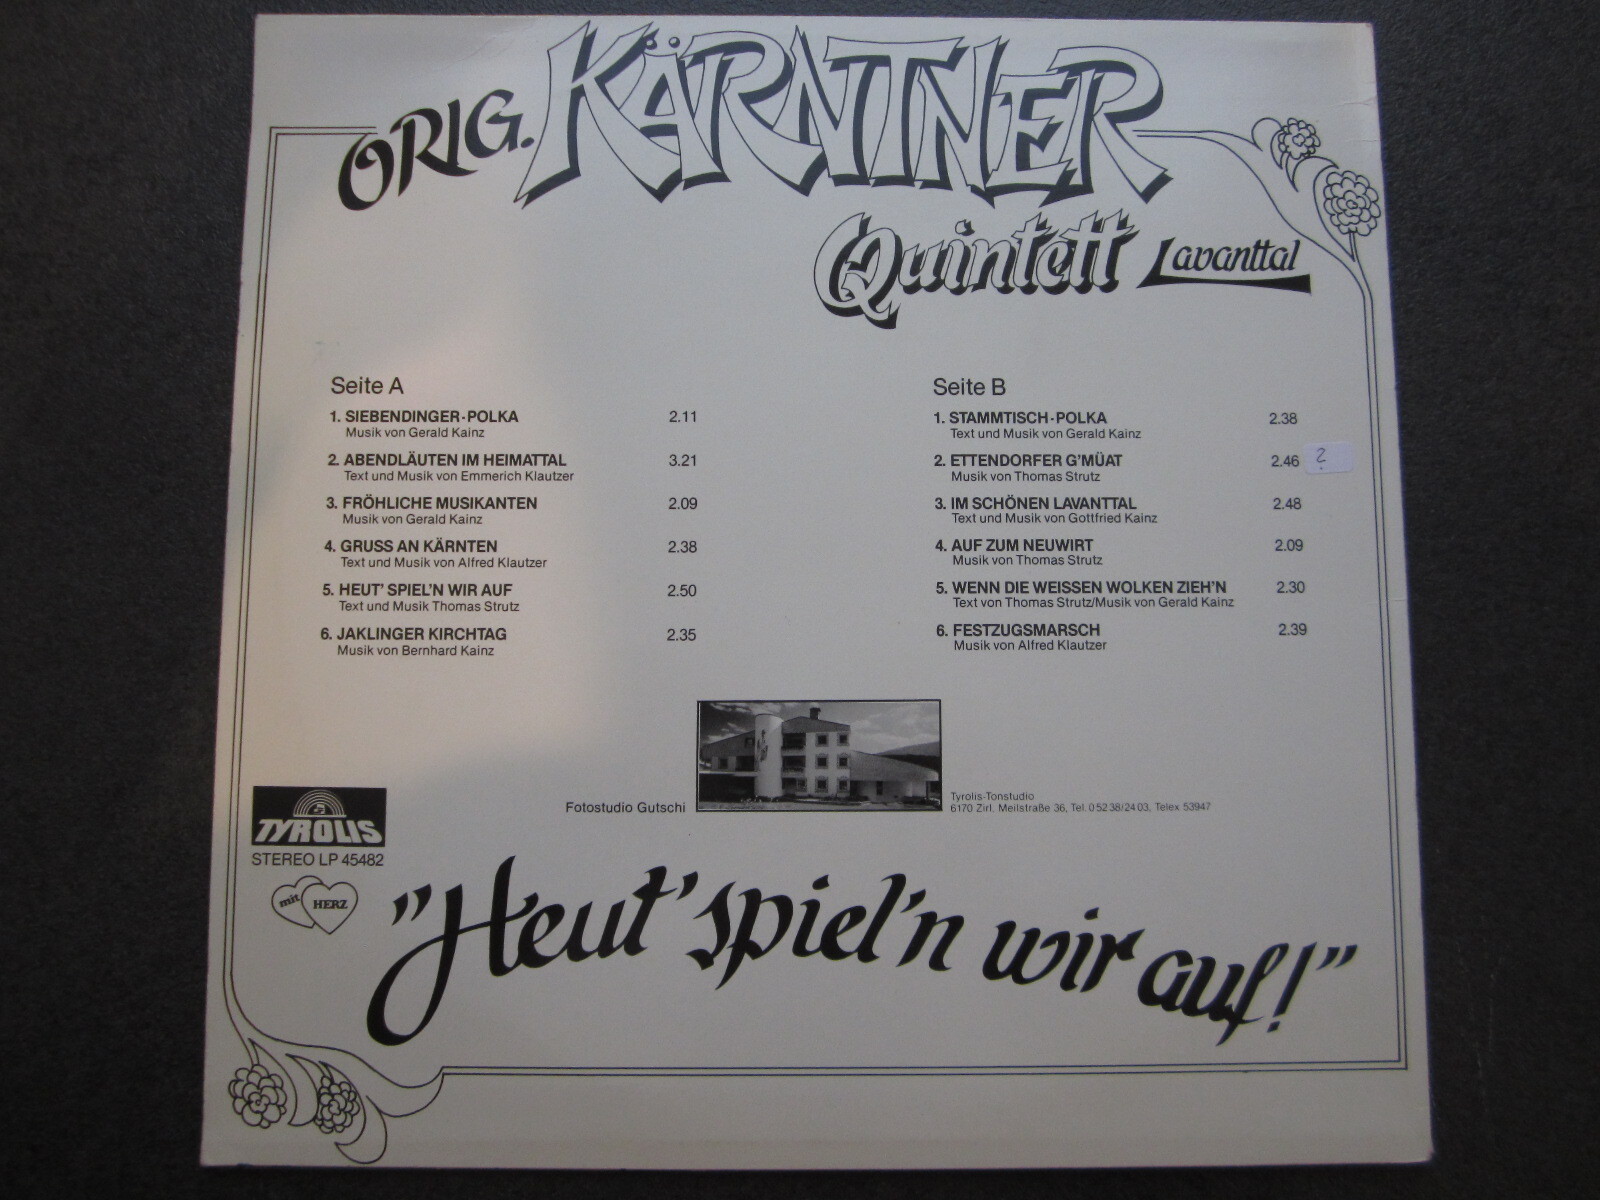 ORIG. KÄRNTNER
Quintett Lavanttal
Seite A
1. SIEBENDINGER-POLKA 2.11
Musik von Gerald Kainz
2. ABENDLÄUTEN IM HEIMATTAL 3.21
Text und Musik von Emmerich Klautzer
3. FRÖHLICHE MUSIKANTEN 2.09
Musik von Gerald Kainz
4. GRUSS AN KÄRNTEN 2.38
Text und Musik von Alfred Klautzer
5. HEUT' SPIEL'N WIR AUF 2.50
Text und Musik Thomas Strutz
6. JAKLINGER KIRCHTAG 2.35
Musik von Bernhard Kainz
Seite B
1. STAMMTISCH-POLKA 2.38
Text und Musik von Gerald Kainz
2. ETTENDORFER G'MÜAT 2.46 ?
Musik von Thomas Strutz
3. IM SCHÖNEN LAVANTTAL 2.48
Text und Musik von Gottfried Kainz
4. AUF ZUM NEUWIRT 2.09
Musik von Thomas Strutz
5. WENN DIE WEISSEN WOLKEN ZIEH'N 2.30
Text von Thomas Strutz/Musik von Gerald Kainz
6. FESTZUGSMARSCH 2.39
Musik von Alfred Klautzer
Fotostudio Gutschi
Tyrolis-Tonstudio
6170 Zirl, Meilstraße 36, Tel. 0 52 38/24 03, Telex 53947
TYROLIS
STEREO LP 45482
mit HERZ
"Heut' spiel'n wir auf!"